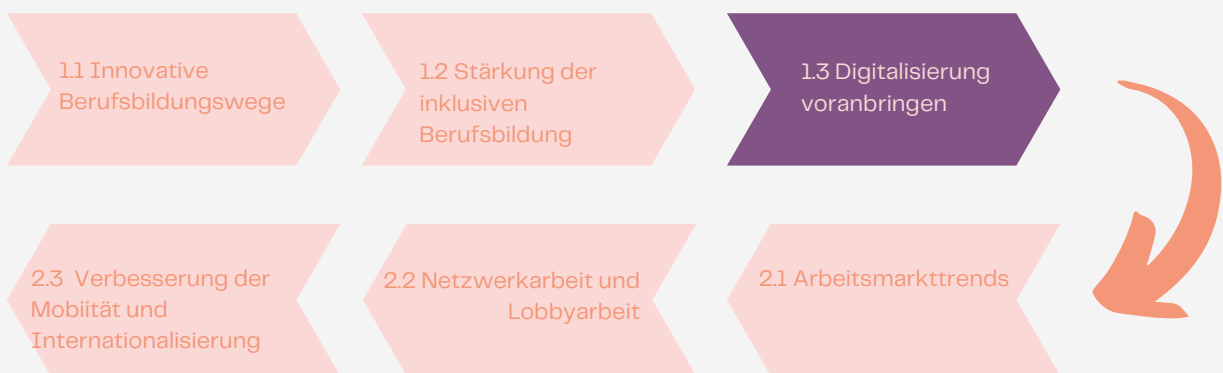 1.1 Innovative
Berufsbildungswege
1.2 Stärkung der
inklusiven
Berufsbildung
1.3 Digitalisierung
voranbringen
2.3 Verbesserung der
Mobiität und
Internationalisierung
2.2 Netzwerkarbeit und
Lobbyarbeit
2.1 Arbeitsmarkttrends